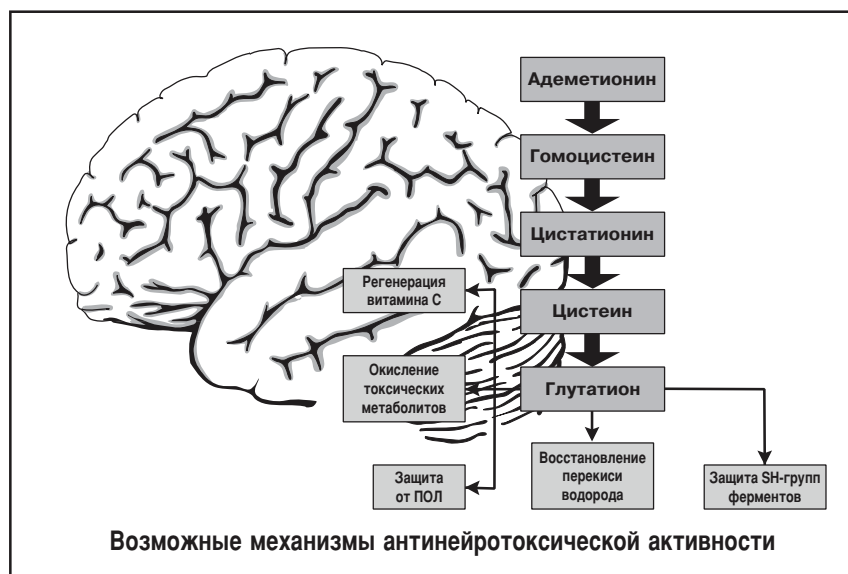 Адеметионин
Гомоцистеин
Цистатионин
Цистеин
Глутатион
Регенерация
витамина С
Окисление
токсических
метаболитов
Защита
от ПОЛ
Восстановление
перекиси
водорода
Защита SH-групп
ферментов
Возможные механизмы антинейротоксической активности